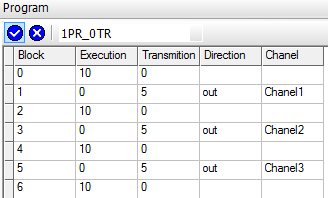 Program
1PR_0TR
Block Execution Transmition Direction Chanel
0 10 0
1 0 5 out Chanel1
2 10 0
3 0 5 out Chanel2
4 10 0
5 0 5 out Chanel3
6 10 0